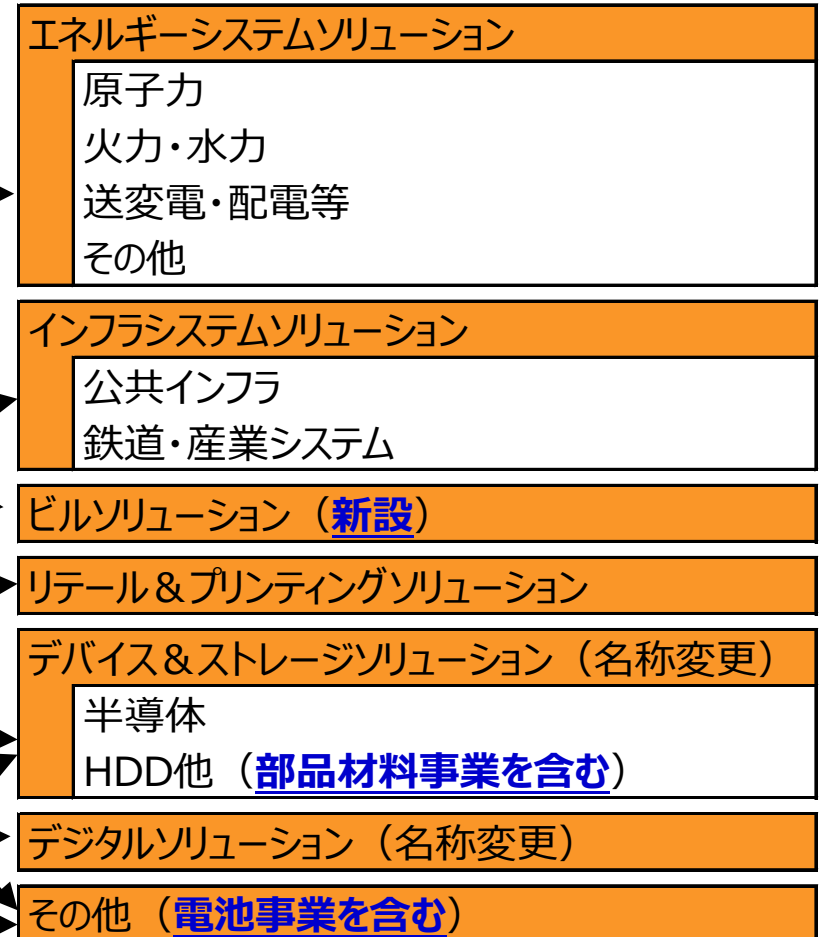 エネルギーシステムソリューション
原子力
火力・水力
送変電・配電等
その他
インフラシステムソリューション
公共インフラ
鉄道・産業システム
ビルソリューション（新設）
リテール＆プリンティングソリューション
デバイス＆ストレージソリューション（名称変更）
半導体
HDD他（部品材料事業を含む）
デジタルソリューション（名称変更）
その他（電池事業を含む）